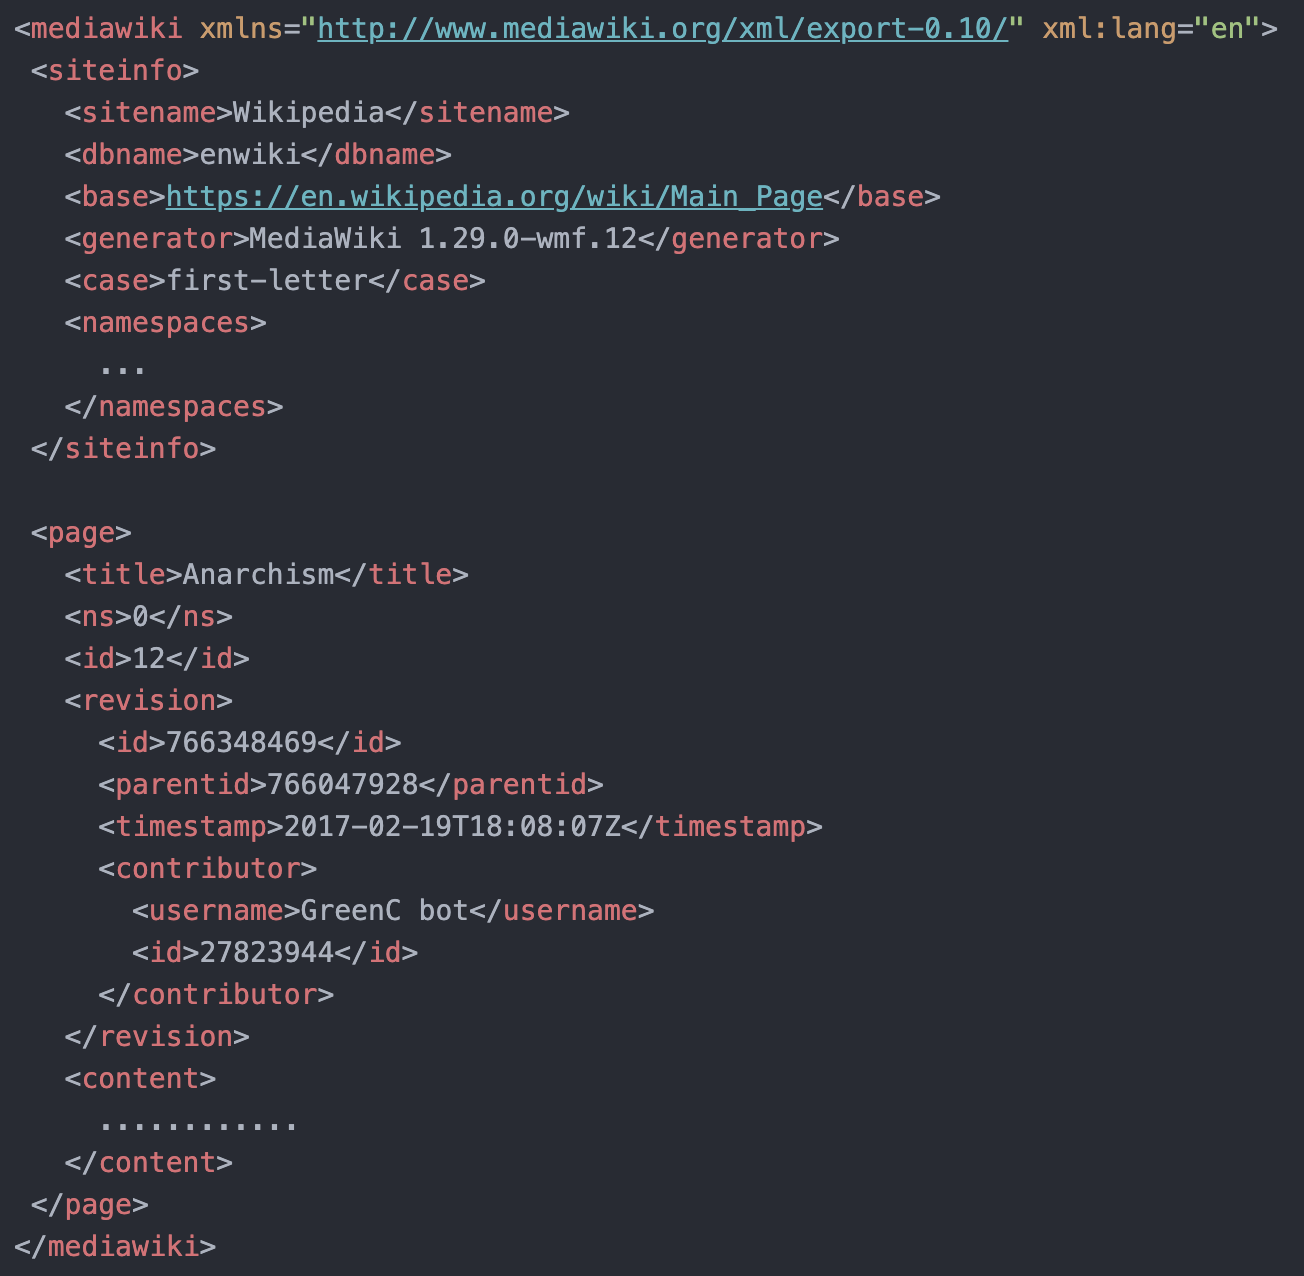 <mediawiki xmlns="http://www.mediawiki.org/xml/export-0.10/" xml:lang="en">
 <siteinfo>
   <sitename>Wikipedia</sitename>
   <dbname>enwiki</dbname>
   <base>https://en.wikipedia.org/wiki/Main_Page</base>
   <generator>MediaWiki 1.29.0-wmf.12</generator>
   <case>first-letter</case>
   <namespaces>
     ...
   </namespaces>
 </siteinfo>

 <page>
   <title>Anarchism</title>
   <ns>0</ns>
   <id>12</id>
   <revision>
     <id>766348469</id>
     <parentid>766047928</parentid>
     <timestamp>2017-02-19T18:08:07Z</timestamp>
     <contributor>
       <username>GreenC bot</username>
       <id>27823944</id>
     </contributor>
   </revision>
   <content>
     ............
   </content>
 </page>
</mediawiki>